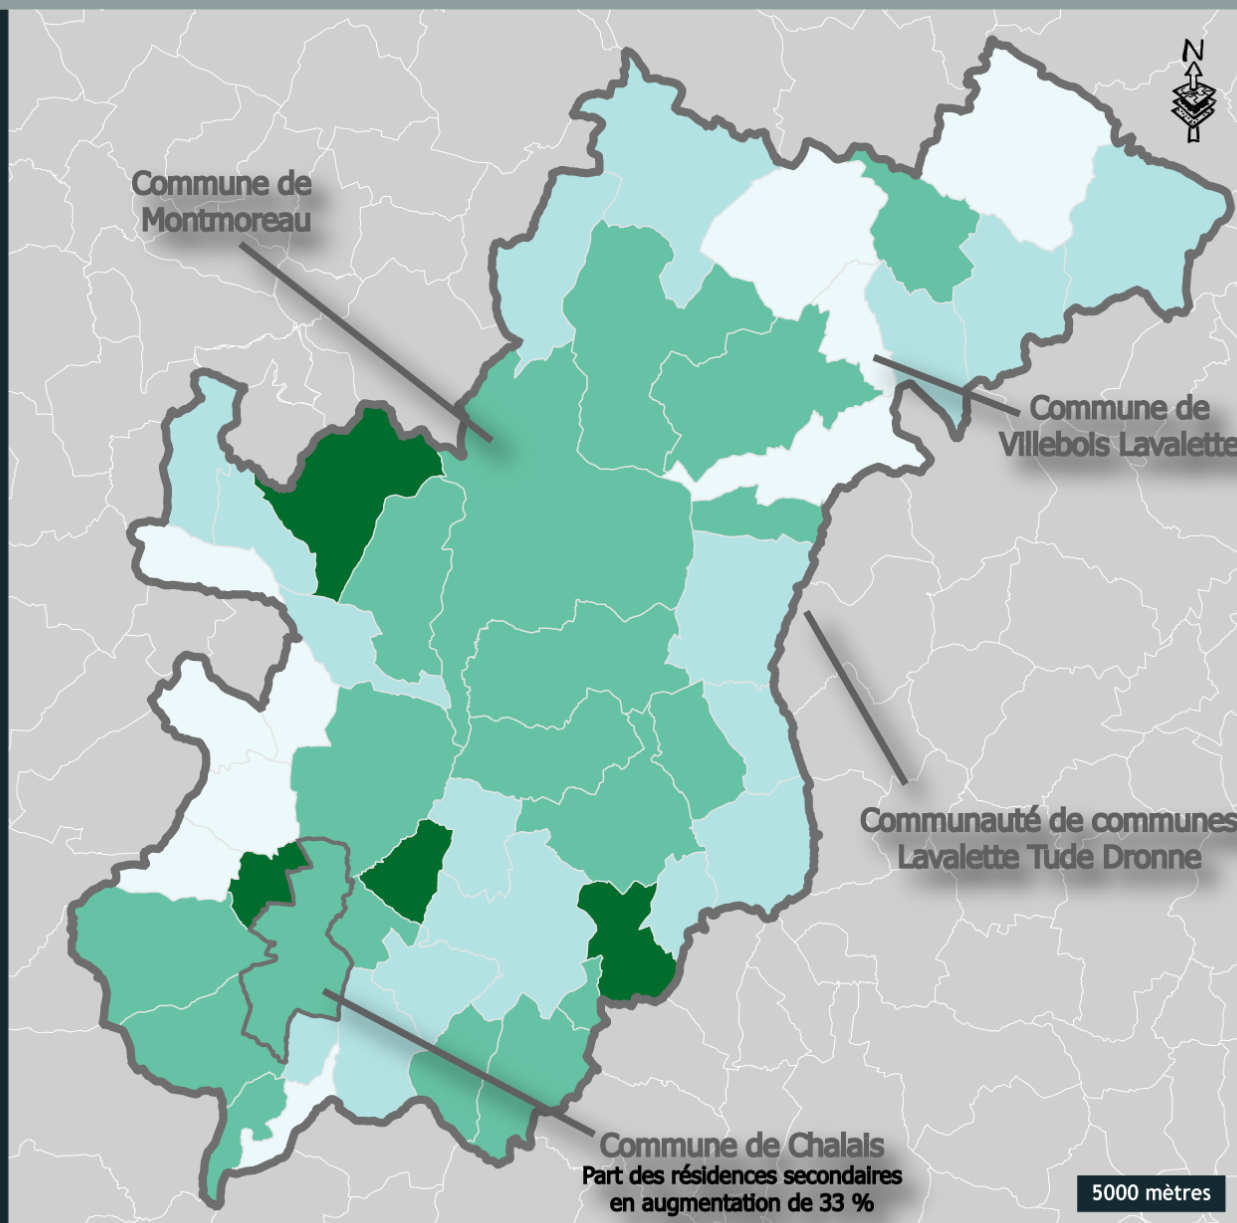 N
Commune de
Montmoreau
Commune de
Villebois Lavalette
Communauté de communes
Lavalette Tude Dronne
Commune de Chalais
Part des résidences secondaires
en augmentation de 33 %
5000 mètres